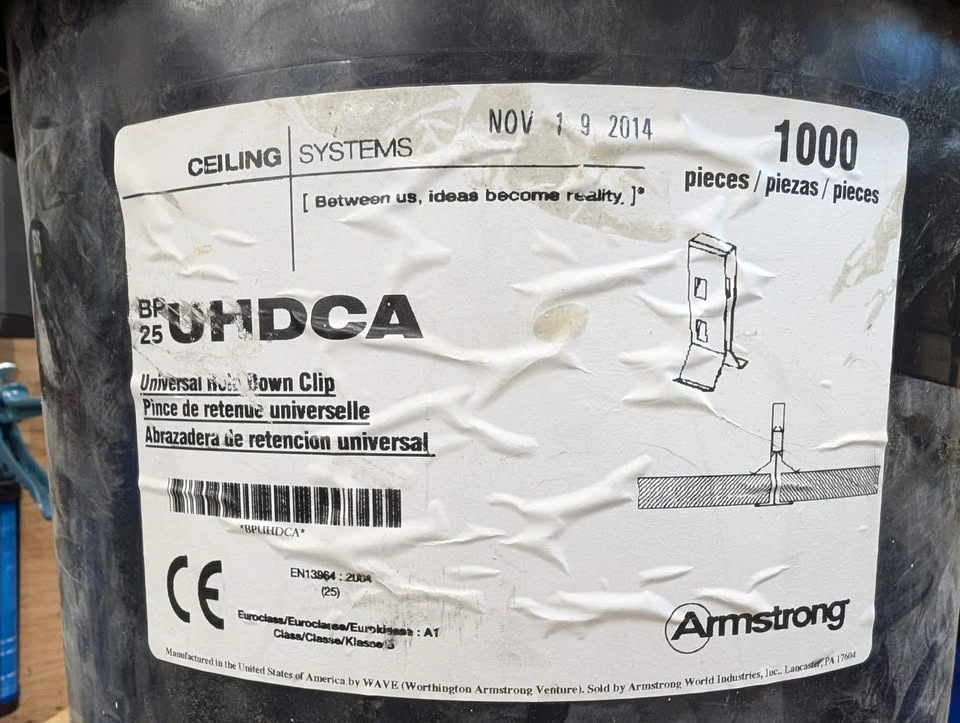 NOV 19 2014
CEILING SYSTEMS
[ Between us, ideas become reality. ]®
1000
pieces / piezas / pieces
BP
25
UHDCA
Universal Hold Down Clip
Pince de retenue universelle
Abrazadera de retencion universal
*BPUHDCA*
CE
EN13964 : 2004
(25)
Euroclass/Euroclasse/Euroklasse : A1
Class/Classe/Klasse
Armstrong
Manufactured in the United States of America by WAVE (Worthington Armstrong Venture). Sold by Armstrong World Industries, Inc., Lancaster, PA 17604